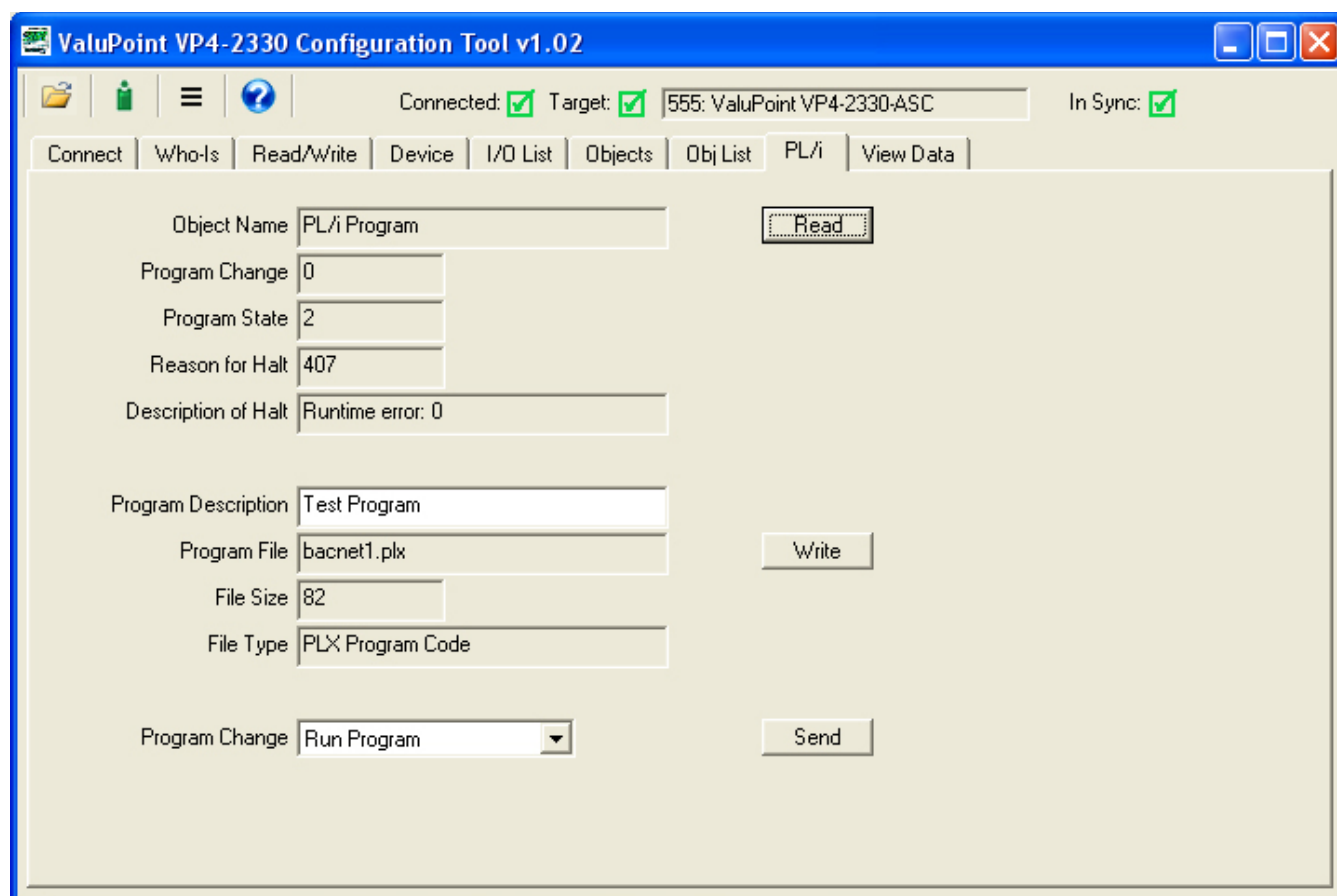 ValuPoint VP4-2330 Configuration Tool v1.02
Connected: Target: 555: ValuPoint VP4-2330-ASC In Sync:
Connect Who-Is Read/Write Device I/O List Objects Obj List PL/i View Data
Object Name PL/i Program Read
Program Change 0
Program State 2
Reason for Halt 407
Description of Halt Runtime error: 0
Program Description Test Program
Program File bacnet1.plx Write
File Size 82
File Type PLX Program Code
Program Change Run Program Send